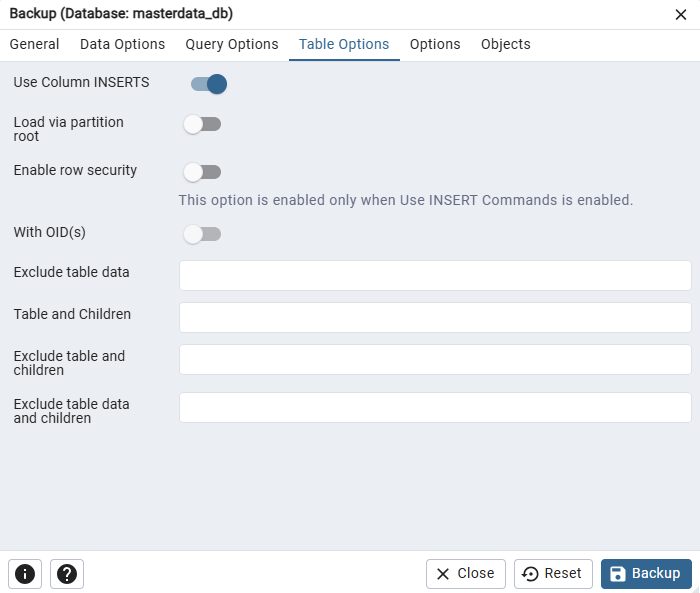 Backup (Database: masterdata_db)
General Data Options Query Options Table Options Options Objects
Use Column INSERTS
Load via partition
root
Enable row security
This option is enabled only when Use INSERT Commands is enabled.
With OID(s)
Exclude table data
Table and Children
Exclude table and
children
Exclude table data
and children
Close Reset Backup